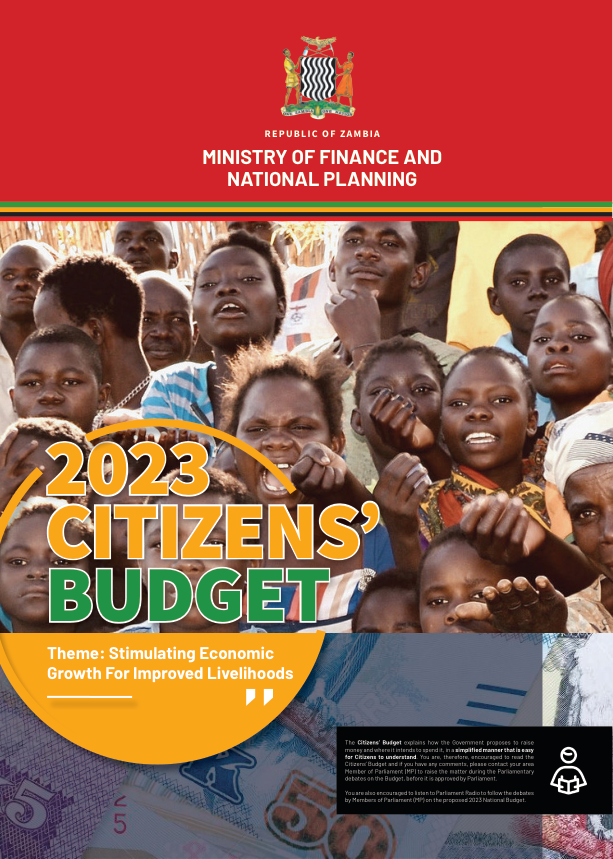 REPUBLIC OF ZAMBIA
MINISTRY OF FINANCE AND
NATIONAL PLANNING
2023
CITIZENS’
BUDGET
Theme: Stimulating Economic
Growth For Improved Livelihoods
The Citizens’ Budget explains how the Government proposes to raise
money and where it intends to spend it, in a simplified manner that is easy
for Citizens to understand. You are, therefore, encouraged to read the
Citizens’ Budget and if you have any comments, please contact your area
Member of Parliament (MP) to raise the matter during the Parliamentary
debates on the Budget, before it is approved by Parliament.
You are also encouraged to listen to Parliament Radio to follow the debates
by Members of Parliament (MP) on the proposed 2023 National Budget.
5
2
5
50